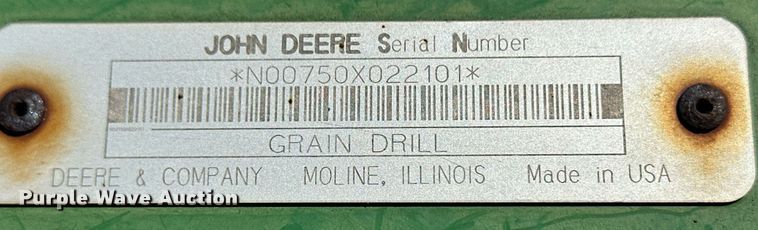 JOHN DEERE Serial Number
*N00750X022101*
GRAIN DRILL
DEERE & COMPANY MOLINE, ILLINOIS Made in USA
Purple Wave Auction